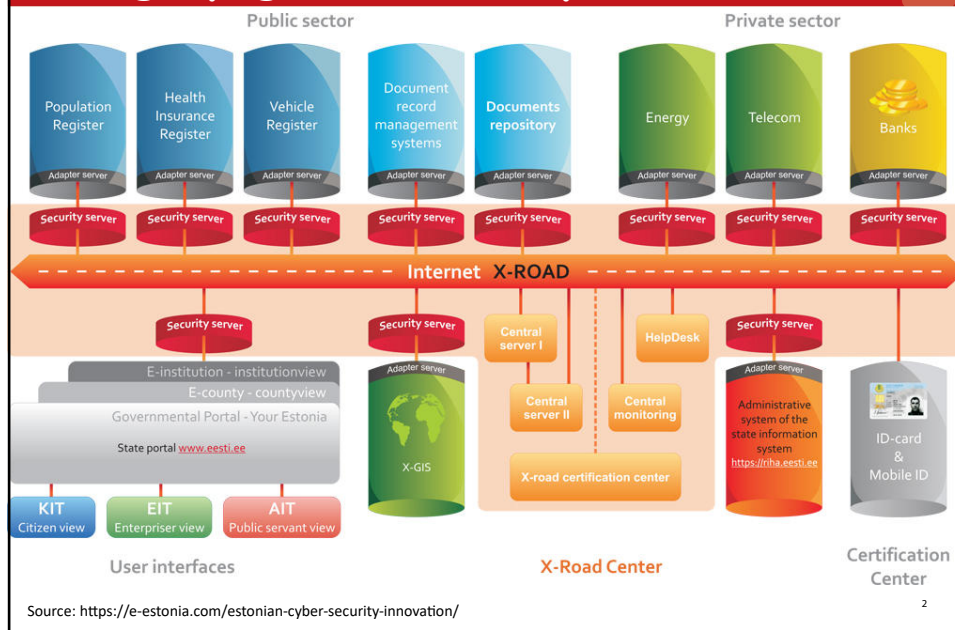 Public sector
Private sector
Population
Register
Health
Insurance
Register
Vehicle
Register
Document
record
management
systems
Documents
repository
Energy
Telecom
Banks
Adapter server
Adapter server
Adapter server
Adapter server
Adapter server
Adapter server
Adapter server
Adapter server
Security server
Security server
Security server
Security server
Security server
Security server
Security server
Security server
Internet X-ROAD
Security server
Security server
Central
server I
HelpDesk
Security server
E-institution - institutionview
E-county - countyview
Governmental Portal - Your Estonia
State portal www.eesti.ee
Adapter server
X-GIS
Central
server II
Central
monitoring
X-road certification center
Adapter server
Administrative
system of the
state information
system
https://riha.eesti.ee
ID-card
&
Mobile ID
KIT
Citizen view
EIT
Enterpriser view
AIT
Public servant view
User interfaces
X-Road Center
Certification
Center
Source: https://e-estonia.com/estonian-cyber-security-innovation/
2